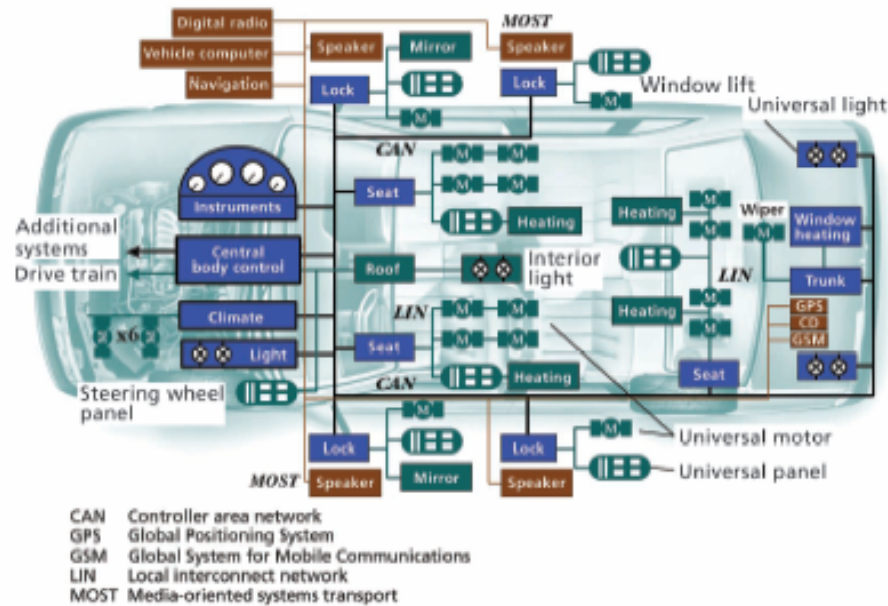 Digital radio
MOST
Speaker
Mirror
Speaker
Vehicle computer
Navigation
Lock
Lock
M
Window lift
M
Universal light
CAN
M M
Seat
M M
Instruments
Heating
Heating
M
M
Wiper
M
Window heating
Additional systems
Central body control
Drive train
Roof
Interior light
LIN
Trunk
Climate
LIN
M M
Heating
M
M
GPS
CD
GSM
x6
Light
Seat
M M
CAN
Heating
Seat
Steering wheel panel
M
Lock
Lock
M
Universal motor
Universal panel
MOST
Speaker
Mirror
Speaker
CAN Controller area network
GPS Global Positioning System
GSM Global System for Mobile Communications
LIN Local interconnect network
MOST Media-oriented systems transport